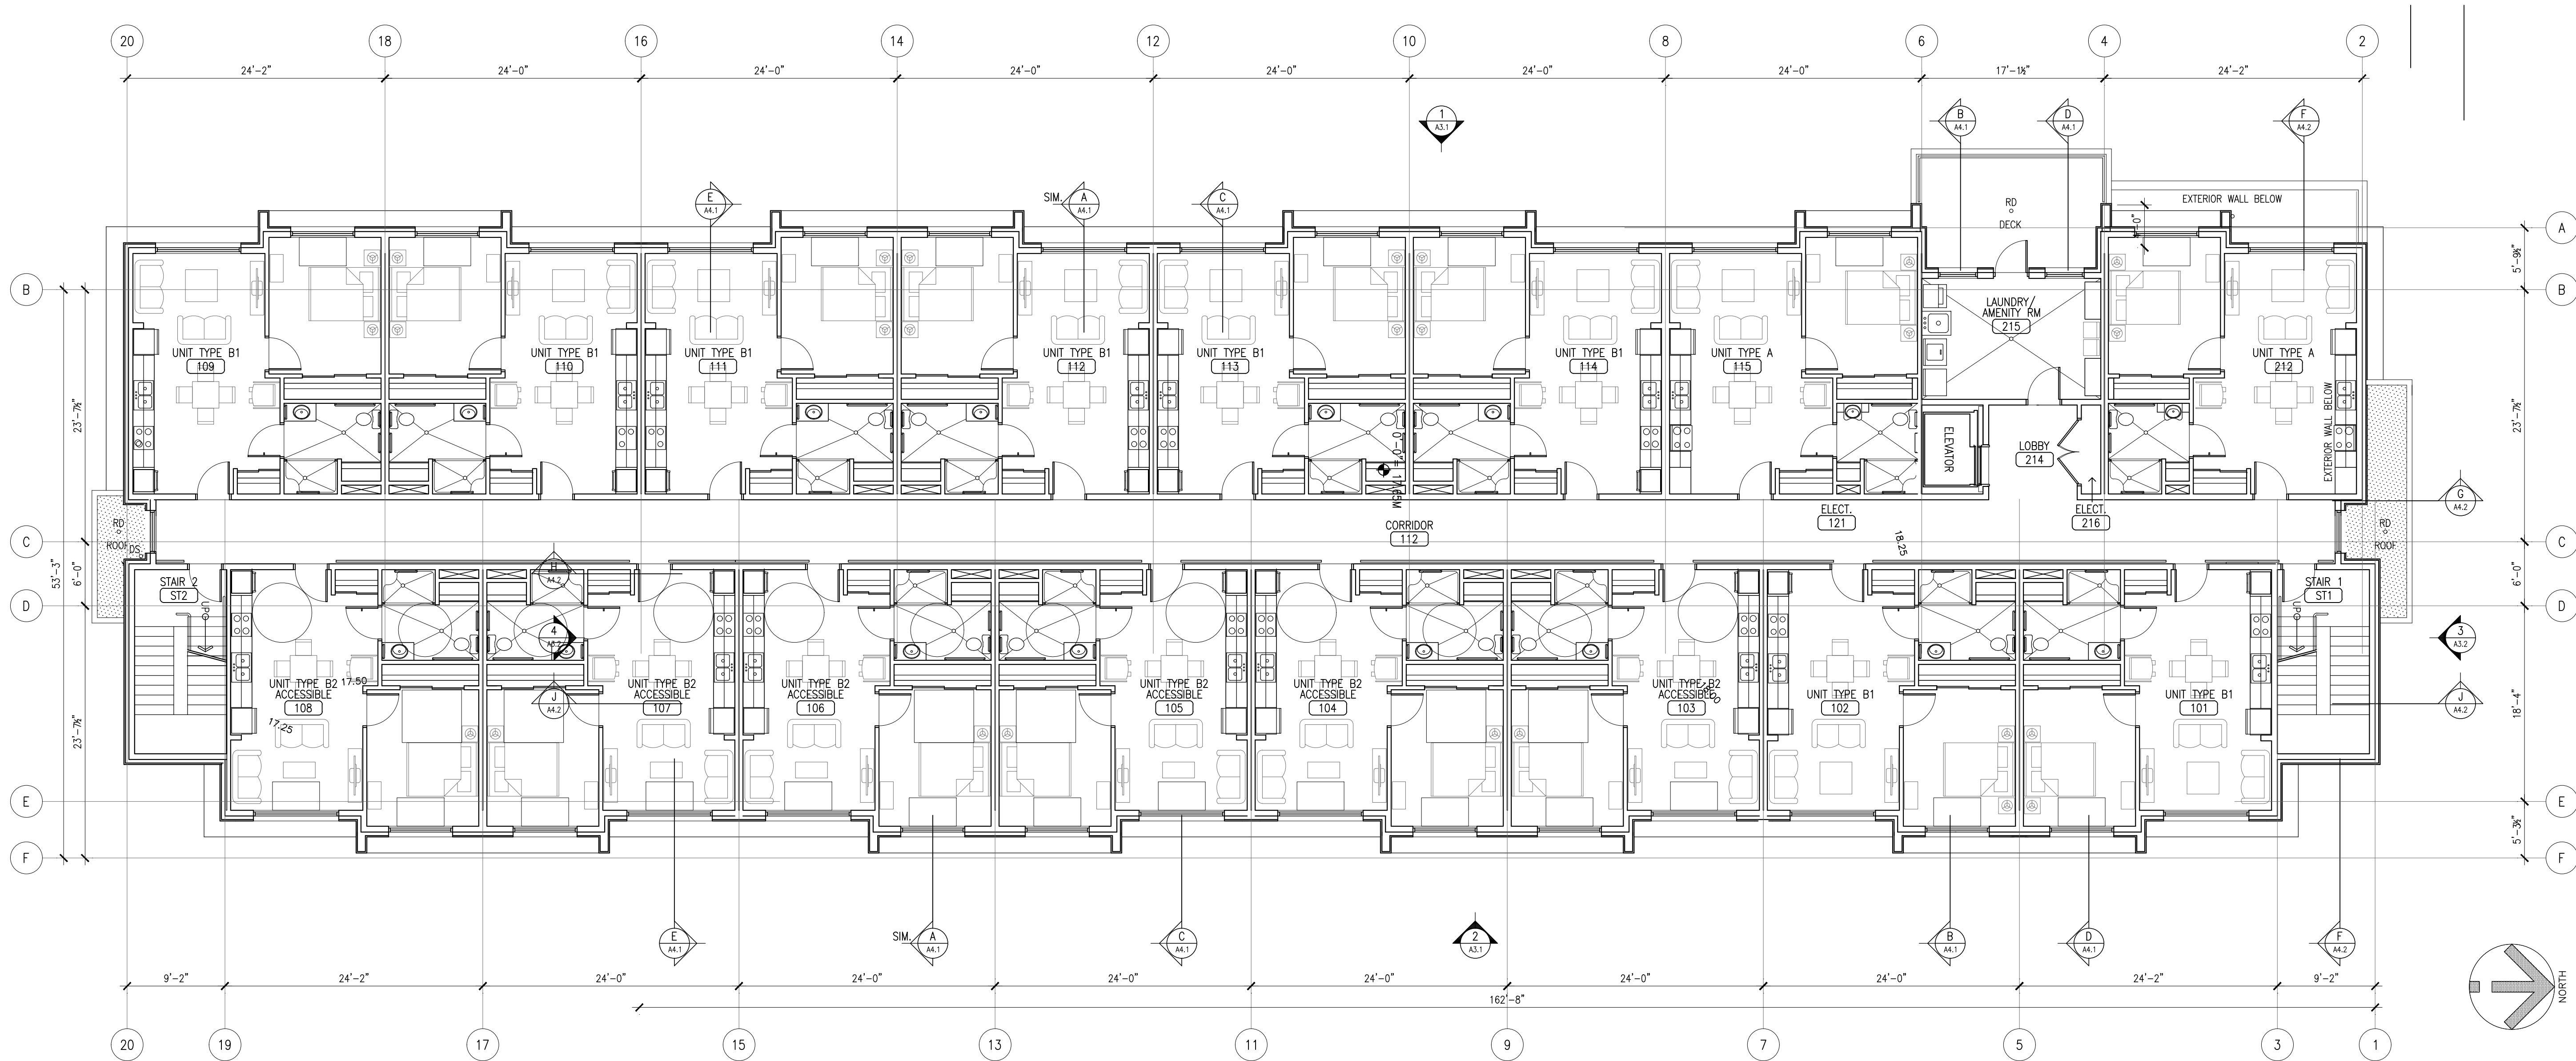 20 18 16 14 12 10 8 6 4 2
24'-2" 24'-0" 24'-0" 24'-0" 24'-0" 24'-0" 24'-0" 17'-1½" 24'-2"
1 A3.1
B A4.1
D A4.1
F A4.2
E A4.1
SIM. A A4.1
C A4.1
RD
DECK
EXTERIOR WALL BELOW
A
5'-9½"
B
B
LAUNDRY/
AMENITY RM
215
UNIT TYPE B1
109
UNIT TYPE B1
110
UNIT TYPE B1
111
UNIT TYPE B1
112
UNIT TYPE B1
113
UNIT TYPE B1
114
UNIT TYPE A
115
UNIT TYPE A
212
23'-7½"
23'-7½"
EXTERIOR WALL BELOW
ELEVATOR
LOBBY
214
G A4.2
RD
ROOF
DS
CORRIDOR
112
ELECT.
121
ELECT.
216
18.25
RD
ROOF
C
C
53'-3"
6'-0"
6'-0"
H A4.2
STAIR 2
ST2
UP
STAIR 1
ST1
UP
D
D
4 A3.2
3 A3.2
UNIT TYPE B2
ACCESSIBLE
108
17.50
17.25
UNIT TYPE B2
ACCESSIBLE
107
J A4.2
UNIT TYPE B2
ACCESSIBLE
106
UNIT TYPE B2
ACCESSIBLE
105
UNIT TYPE B2
ACCESSIBLE
104
UNIT TYPE B2
ACCESSIBLE
103
UNIT TYPE B1
102
UNIT TYPE B1
101
J A4.2
23'-7½"
18'-4"
E
E
5'-3½"
F
F
E A4.1
SIM. A A4.1
C A4.1
2 A3.1
B A4.1
D A4.1
F A4.2
9'-2" 24'-2" 24'-0" 24'-0" 24'-0" 24'-0" 24'-0" 24'-0" 24'-2" 9'-2"
162'-8"
NORTH
20 19 17 15 13 11 9 7 5 3 1